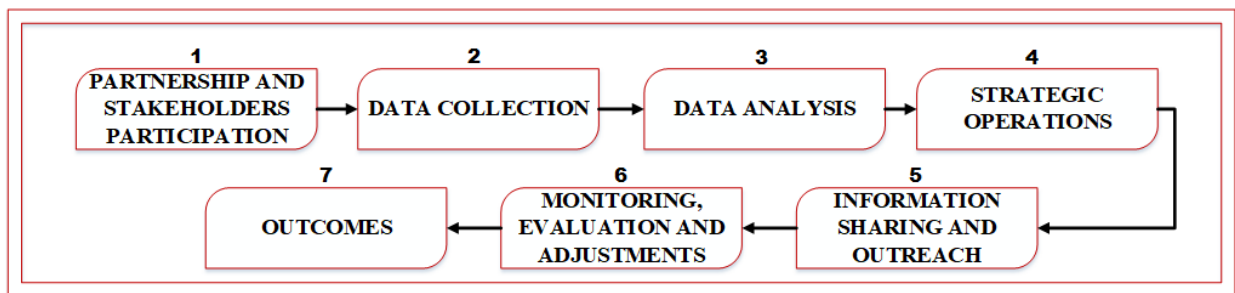 1
PARTNERSHIP AND
STAKEHOLDERS
PARTICIPATION
2
DATA COLLECTION
3
DATA ANALYSIS
4
STRATEGIC
OPERATIONS
5
INFORMATION
SHARING AND
OUTREACH
6
MONITORING,
EVALUATION AND
ADJUSTMENTS
7
OUTCOMES